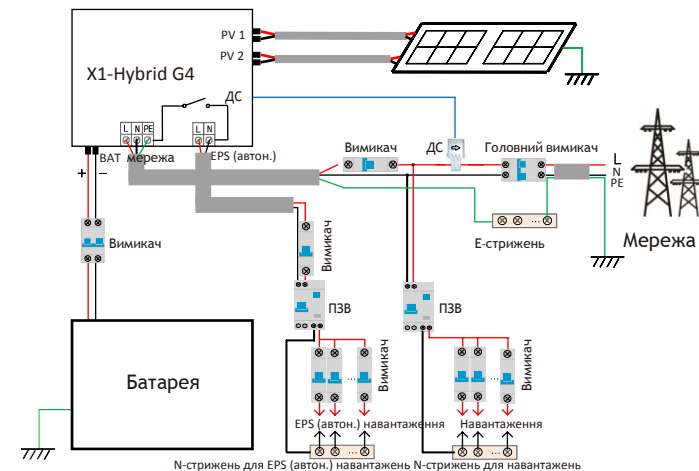 PV 1
PV 2
X1-Hybrid G4
ДС
L N PE
L N
BAT мережа
EPS (автон.)
+ −
Вимикач
ДС
Головний вимикач
L
N
PE
Е-стрижень
Мережа
Вимикач
Вимикач
ПЗВ
ПЗВ
Батарея
...
Вимикач
...
Вимикач
EPS (автон.) навантаження
Навантаження
...
...
...
N-стрижень для EPS (автон.) навантажень
N-стрижень для навантажень